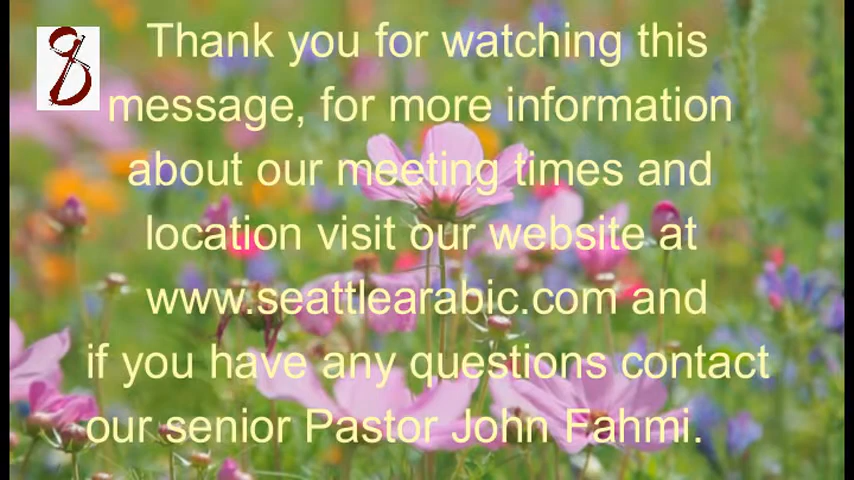 Thank you for watching this
message, for more information
about our meeting times and
location visit our website at
www.seattlearabic.com and
if you have any questions contact
our senior Pastor John Fahmi.